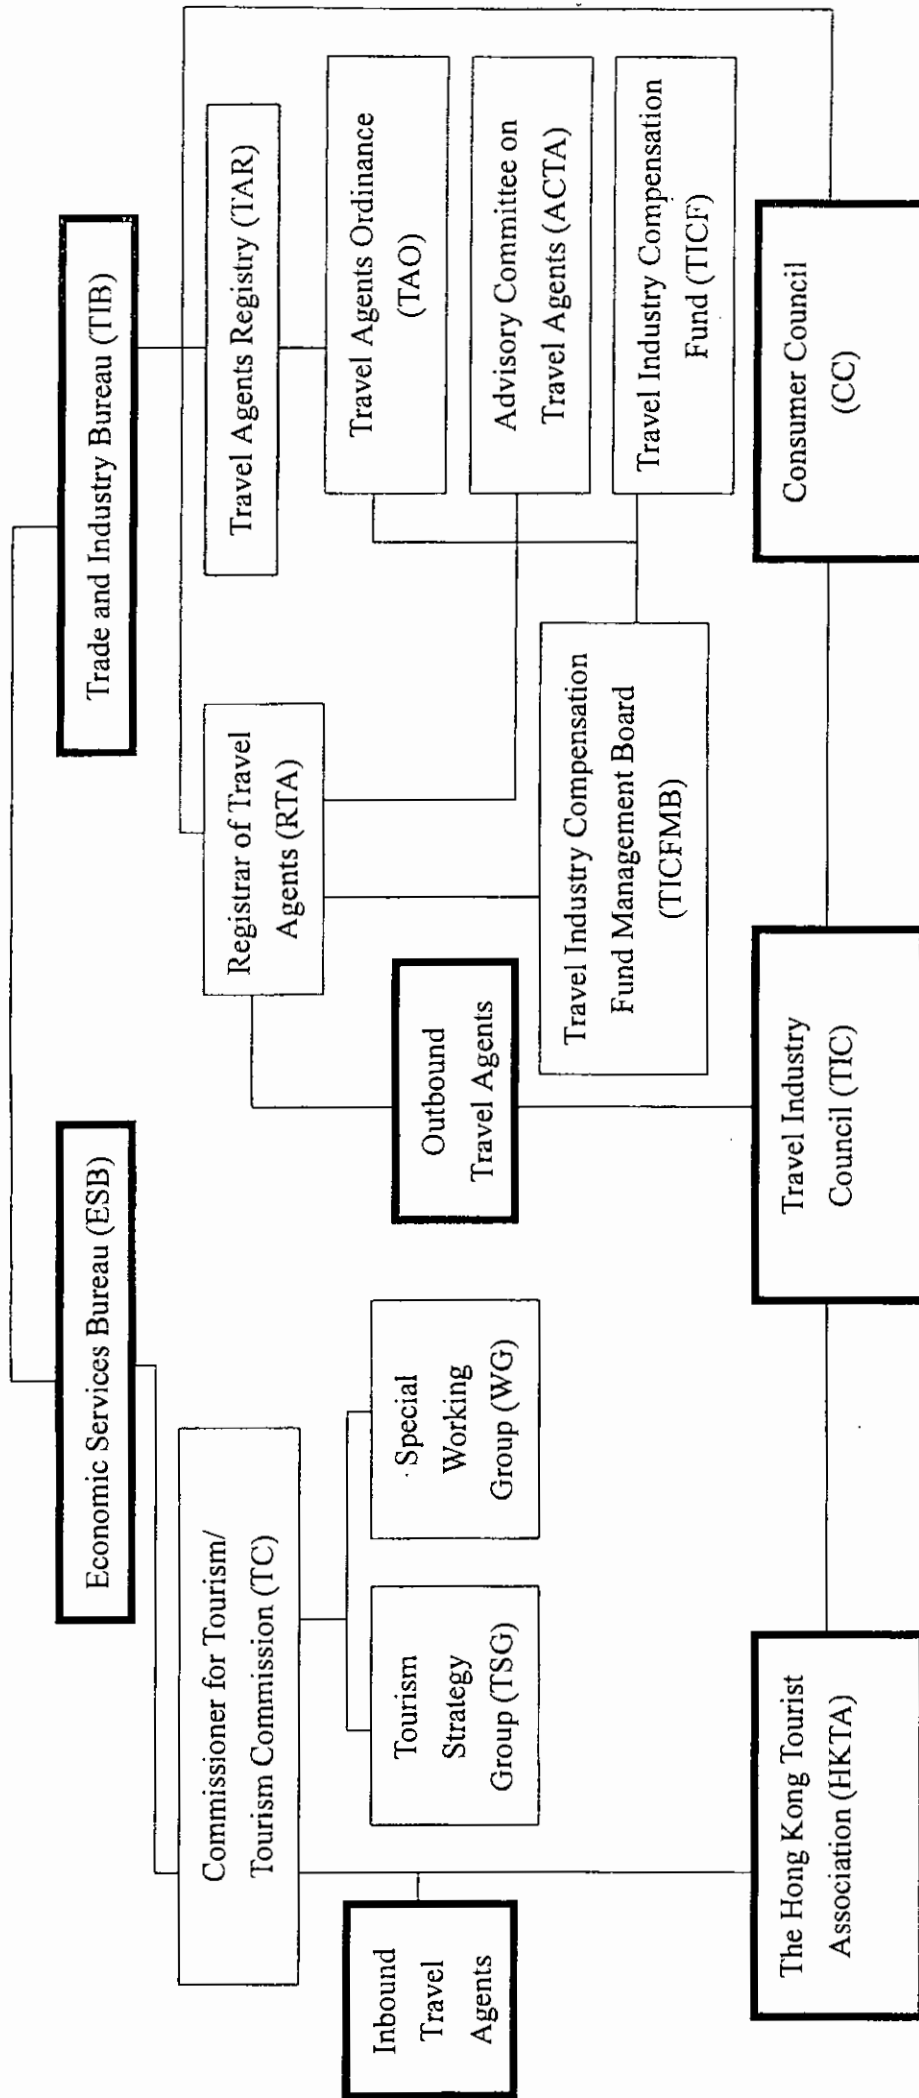 Economic Services Bureau (ESB)
Trade and Industry Bureau (TIB)
Commissioner for Tourism/
Tourism Commission (TC)
Registrar of Travel
Agents (RTA)
Travel Agents Registry (TAR)
Travel Agents Ordinance
(TAO)
Inbound
Travel
Agents
Tourism
Strategy
Group (TSG)
Special
Working
Group (WG)
Outbound
Travel Agents
Advisory Committee on
Travel Agents (ACTA)
Travel Industry Compensation
Fund Management Board
(TICFMB)
Travel Industry Compensation
Fund (TICF)
The Hong Kong Tourist
Association (HKTA)
Travel Industry
Council (TIC)
Consumer Council
(CC)